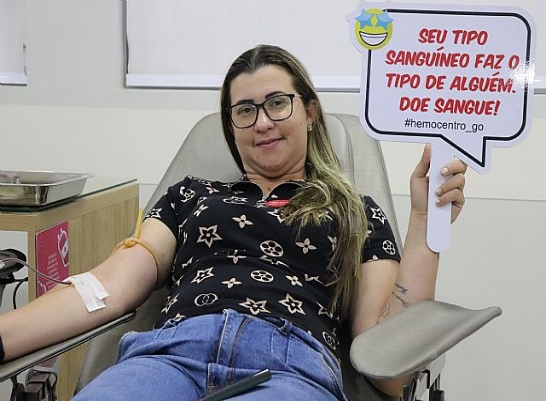 SEU TIPO
SANGUÍNEO FAZ O
TIPO DE ALGUÉM.
DOE SANGUE!
#hemocentro_go